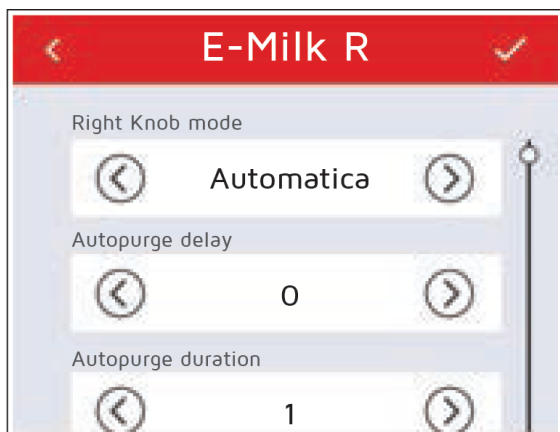 E-Milk R
Right Knob mode
Automatica
Autopurge delay
0
Autopurge duration
1